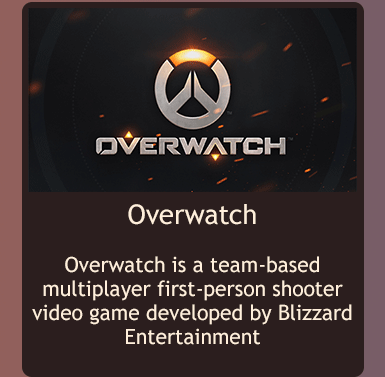 OVERWATCH
Overwatch
Overwatch is a team-based
multiplayer first-person shooter
video game developed by Blizzard
Entertainment